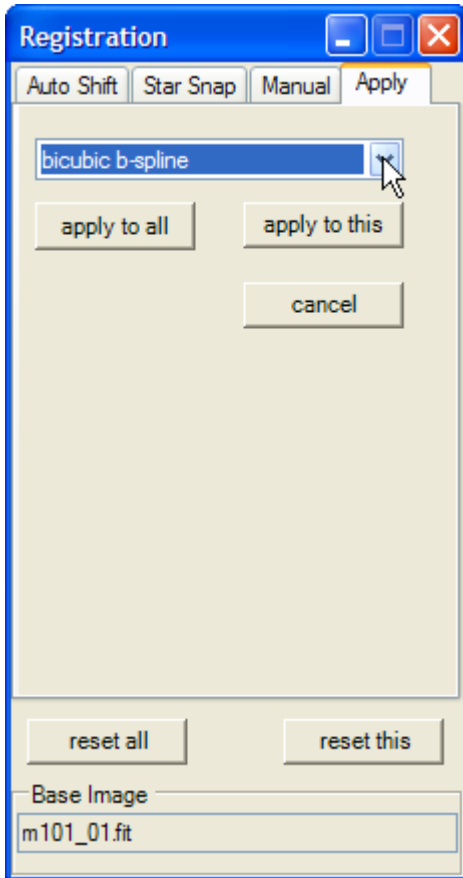 Registration
Auto Shift Star Snap Manual Apply
bicubic b-spline
apply to all apply to this
cancel
reset all reset this
Base Image
m101_01.fit